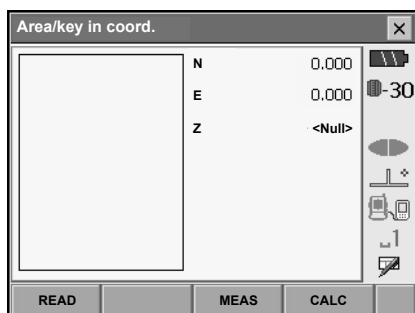 Area/key in coord.
N 0.000
E 0.000
Z <Null>
-30
1
READ MEAS CALC